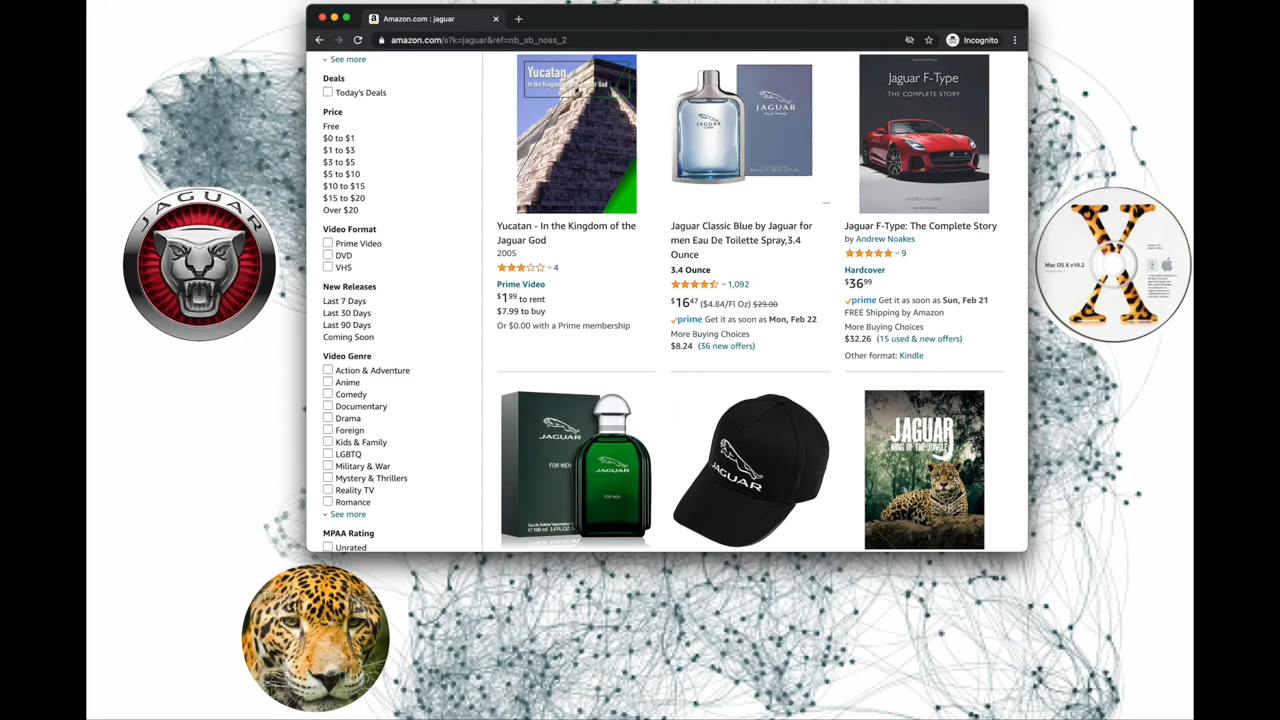 Amazon.com : jaguar
amazon.com/s?k=jaguar&ref=nb_sb_noss_2
Incognito
See more
Deals
Today's Deals
Price
Free
$0 to $1
$1 to $3
$3 to $5
$5 to $10
$10 to $15
$15 to $20
Over $20
Video Format
Prime Video
DVD
VHS
New Releases
Last 7 Days
Last 30 Days
Last 90 Days
Coming Soon
Video Genre
Action & Adventure
Anime
Comedy
Documentary
Drama
Foreign
Kids & Family
LGBTQ
Military & War
Mystery & Thrillers
Reality TV
Romance
See more
MPAA Rating
Unrated
Yucatan
In the Kingdom of the Jaguar God
Yucatan - In the Kingdom of the
Jaguar God
2005
4
Prime Video
$1.99 to rent
$7.99 to buy
Or $0.00 with a Prime membership
JAGUAR
JAGUAR
Jaguar Classic Blue by Jaguar for
men Eau De Toilette Spray,3.4
Ounce
3.4 Ounce
1,092
$16.47 ($4.84/Fl Oz) $29.00
prime Get it as soon as Mon, Feb 22
More Buying Choices
$8.24 (36 new offers)
Jaguar F-Type
THE COMPLETE STORY
ANDREW NOAKES
Jaguar F-Type: The Complete Story
by Andrew Noakes
9
Hardcover
$36.99
prime Get it as soon as Sun, Feb 21
FREE Shipping by Amazon
More Buying Choices
$32.26 (15 used & new offers)
Other format: Kindle
JAGUAR
FOR MEN
JAGUAR
FOR MEN
JAGUAR
JAGUAR
KING OF THE JUNGLE
JAGUAR
X
Mac OS X v10.2